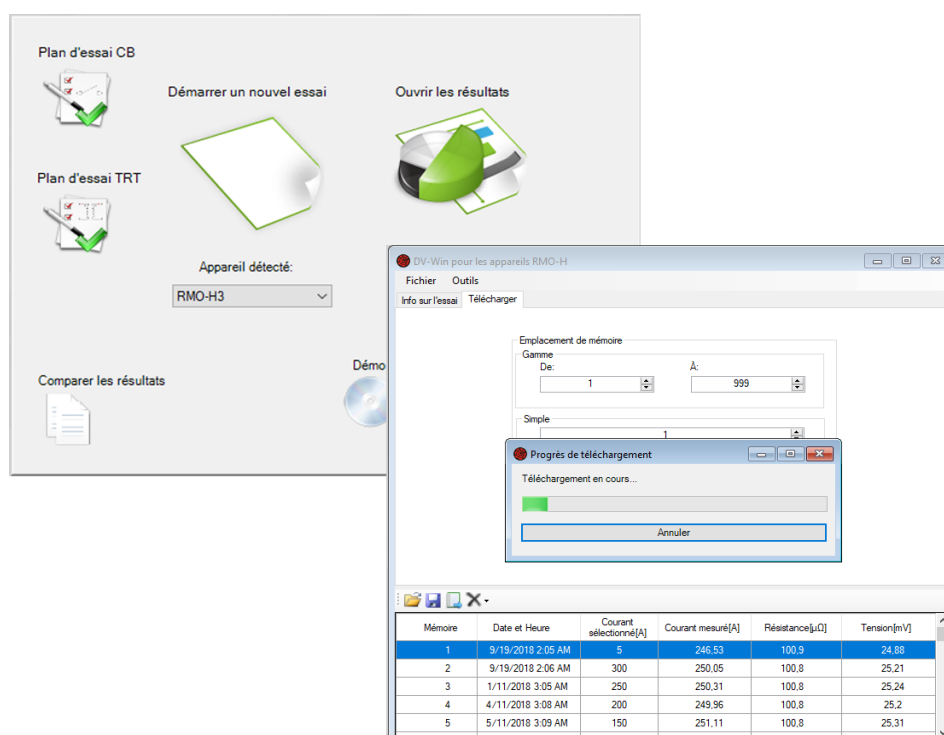 Plan d'essai CB
Démarrer un nouvel essai
Ouvrir les résultats
Plan d'essai TRT
Appareil détecté:
RMO-H3
Comparer les résultats
Démo
DV-Win pour les appareils RMO-H
Fichier Outils
Info sur l'essai Télécharger
Emplacement de mémoire
Gamme
De: À:
1 999
Simple
1
Progrès de téléchargement
Téléchargement en cours...
Annuler
Mémoire Date et Heure Courant sélectionné[A] Courant mesuré[A] Résistance[µΩ] Tension[mV]
1 9/19/2018 2:05 AM 5 246,53 100,9 24,88
2 9/19/2018 2:06 AM 300 250,05 100,8 25,21
3 1/11/2018 3:05 AM 250 250,31 100,8 25,24
4 4/11/2018 3:08 AM 200 249,96 100,8 25,2
5 5/11/2018 3:09 AM 150 251,11 100,8 25,31